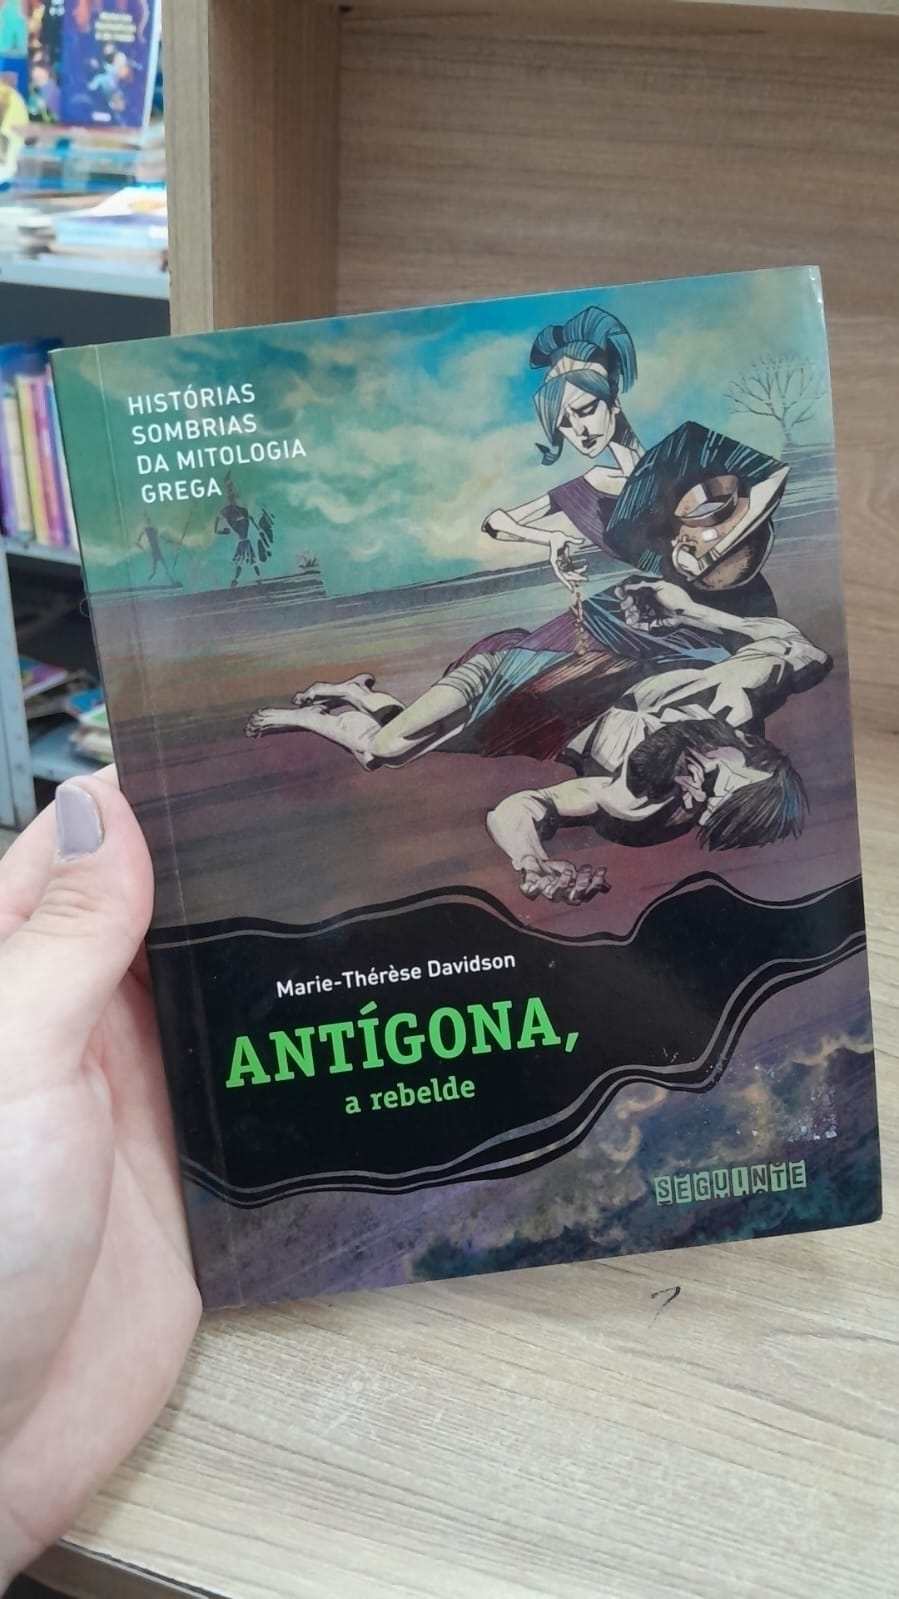 HISTÓRIAS
SOMBRIAS
DA MITOLOGIA
GREGA
Marie-Thérèse Davidson
ANTÍGONA,
a rebelde
SEGUINTE